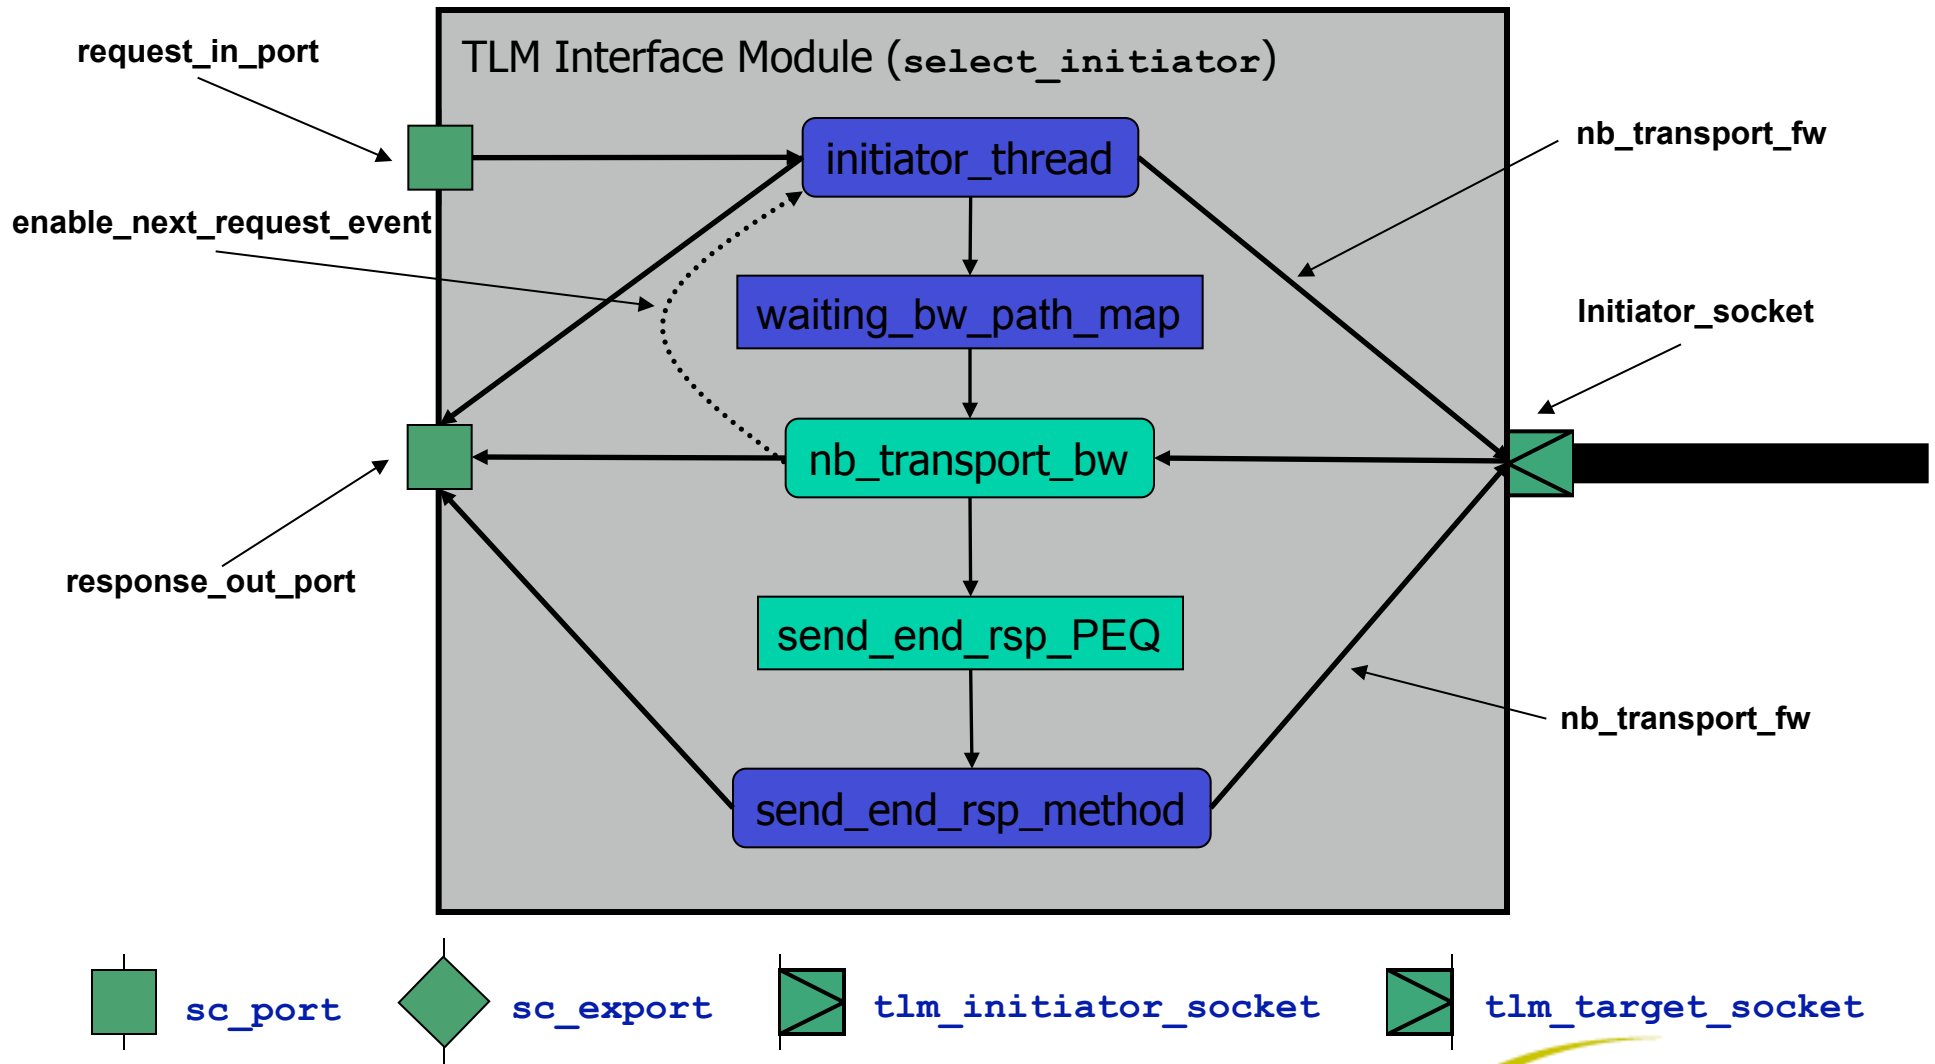 request_in_port
TLM Interface Module (select_initiator)
initiator_thread
nb_transport_fw
enable_next_request_event
waiting_bw_path_map
Initiator_socket
nb_transport_bw
response_out_port
send_end_rsp_PEQ
nb_transport_fw
send_end_rsp_method
sc_port
sc_export
tlm_initiator_socket
tlm_target_socket